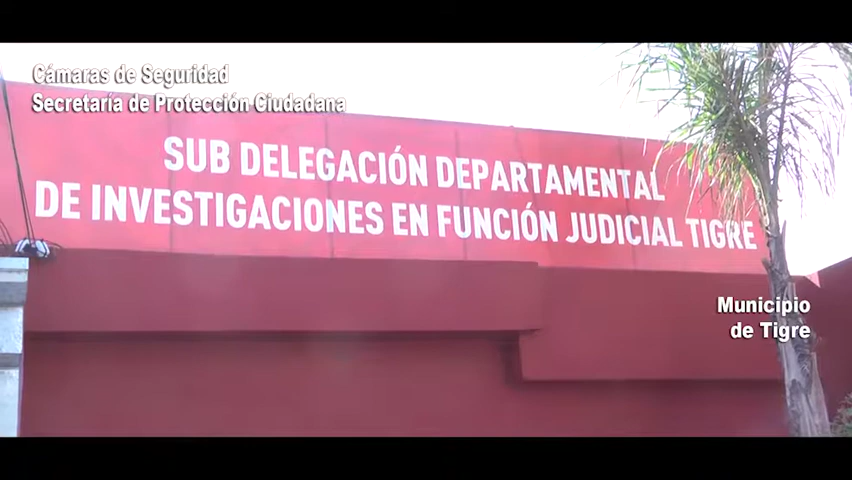 Cámaras de Seguridad
Secretaría de Protección Ciudadana
SUB DELEGACIÓN DEPARTAMENTAL
DE INVESTIGACIONES EN FUNCIÓN JUDICIAL TIGRE
Municipio
de Tigre